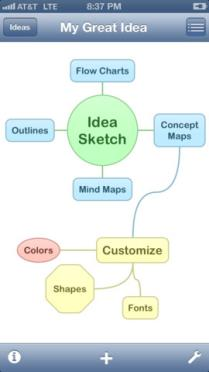 AT&T LTE 8:37 PM
Ideas My Great Idea
Flow Charts
Idea
Sketch
Outlines
Concept
Maps
Mind Maps
Customize
Colors
Shapes
Fonts